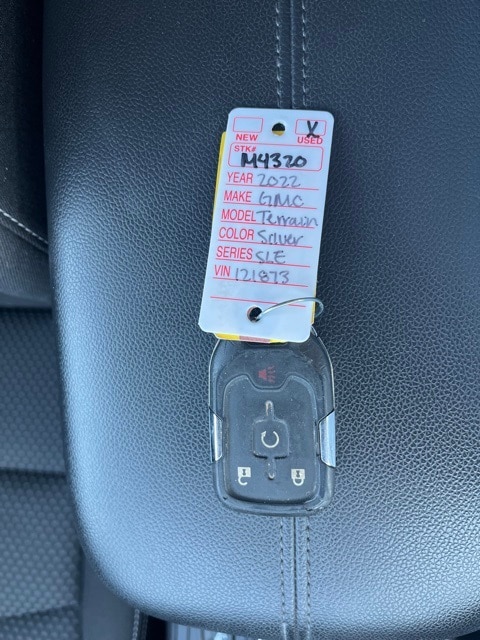 X
NEW USED
STK#
M4320
YEAR 2022
MAKE GMC
MODEL Terrain
COLOR Silver
SERIES SLE
VIN 121873